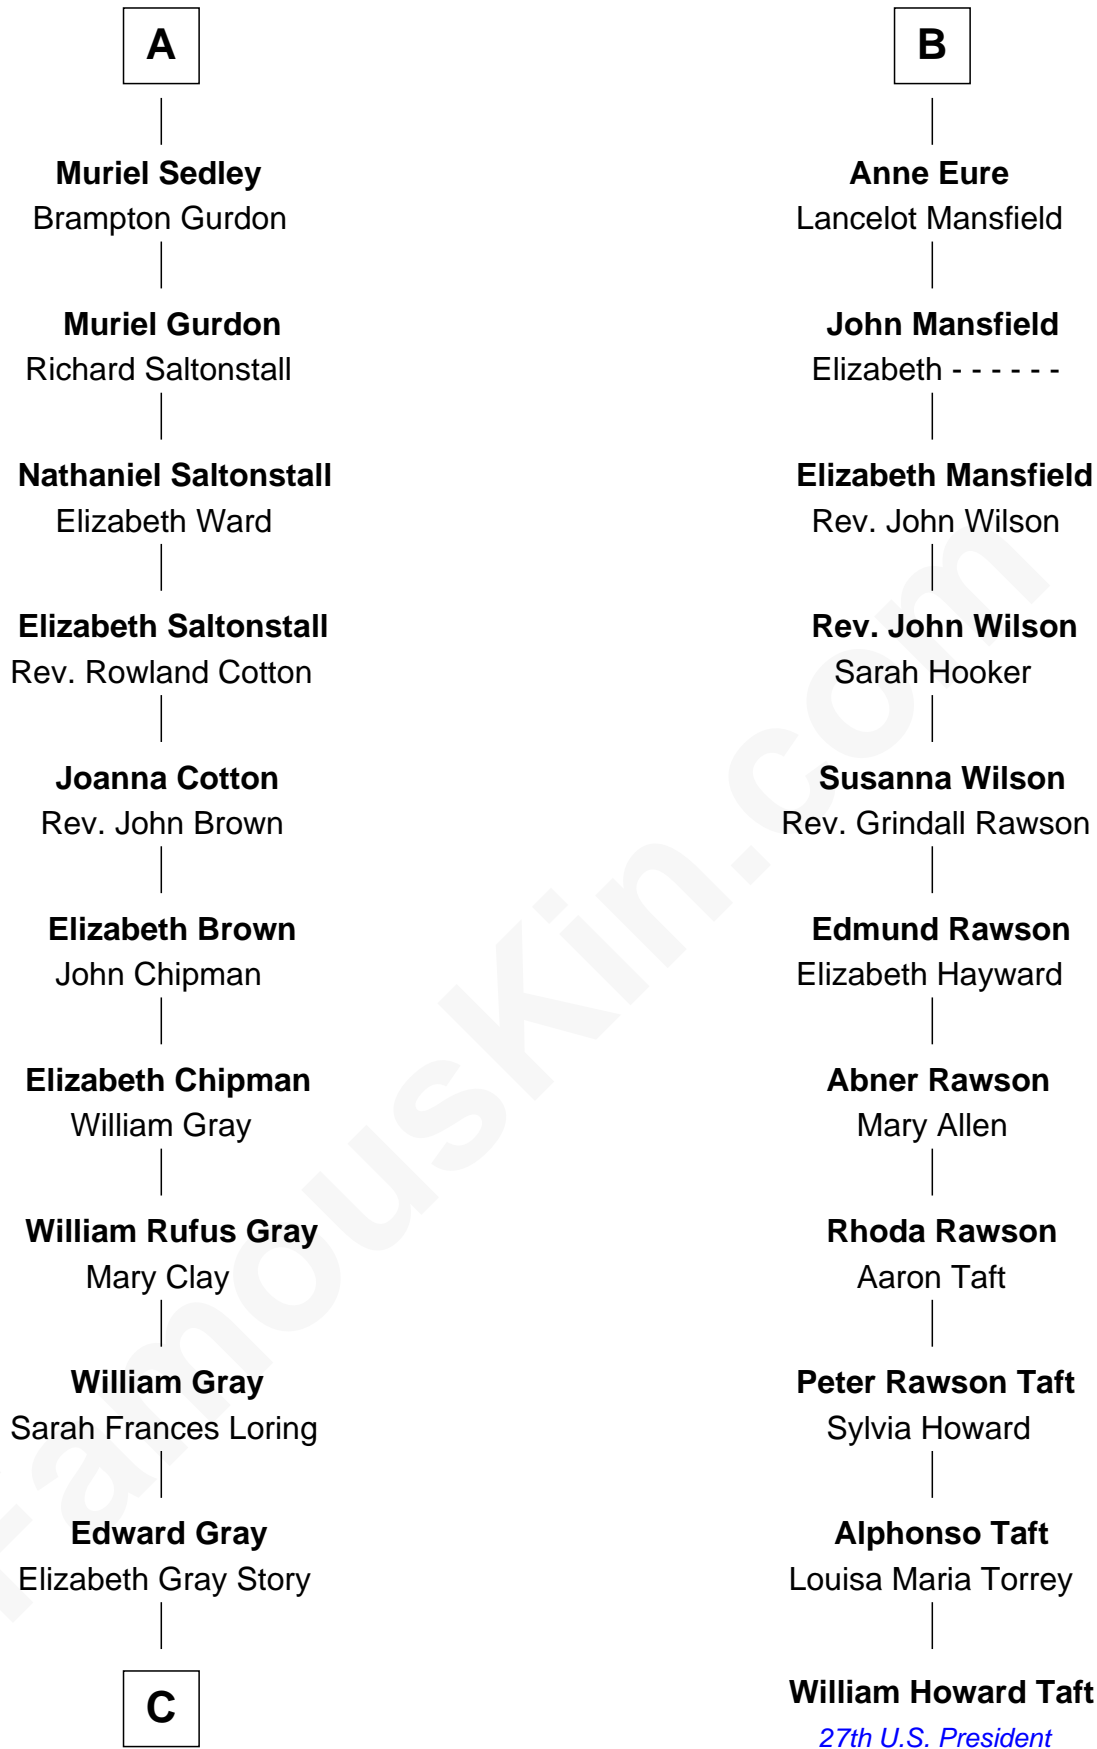 A
Muriel Sedley
Brampton Gurdon
Muriel Gurdon
Richard Saltonstall
Nathaniel Saltonstall
Elizabeth Ward
Elizabeth Saltonstall
Rev. Rowland Cotton
Joanna Cotton
Rev. John Brown
Elizabeth Brown
John Chipman
Elizabeth Chipman
William Gray
William Rufus Gray
Mary Clay
William Gray
Sarah Frances Loring
Edward Gray
Elizabeth Gray Story
C
B
Anne Eure
Lancelot Mansfield
John Mansfield
Elizabeth - - - - - -
Elizabeth Mansfield
Rev. John Wilson
Rev. John Wilson
Sarah Hooker
Susanna Wilson
Rev. Grindall Rawson
Edmund Rawson
Elizabeth Hayward
Abner Rawson
Mary Allen
Rhoda Rawson
Aaron Taft
Peter Rawson Taft
Sylvia Howard
Alphonso Taft
Louisa Maria Torrey
William Howard Taft
27th U.S. President
FamousKin.com